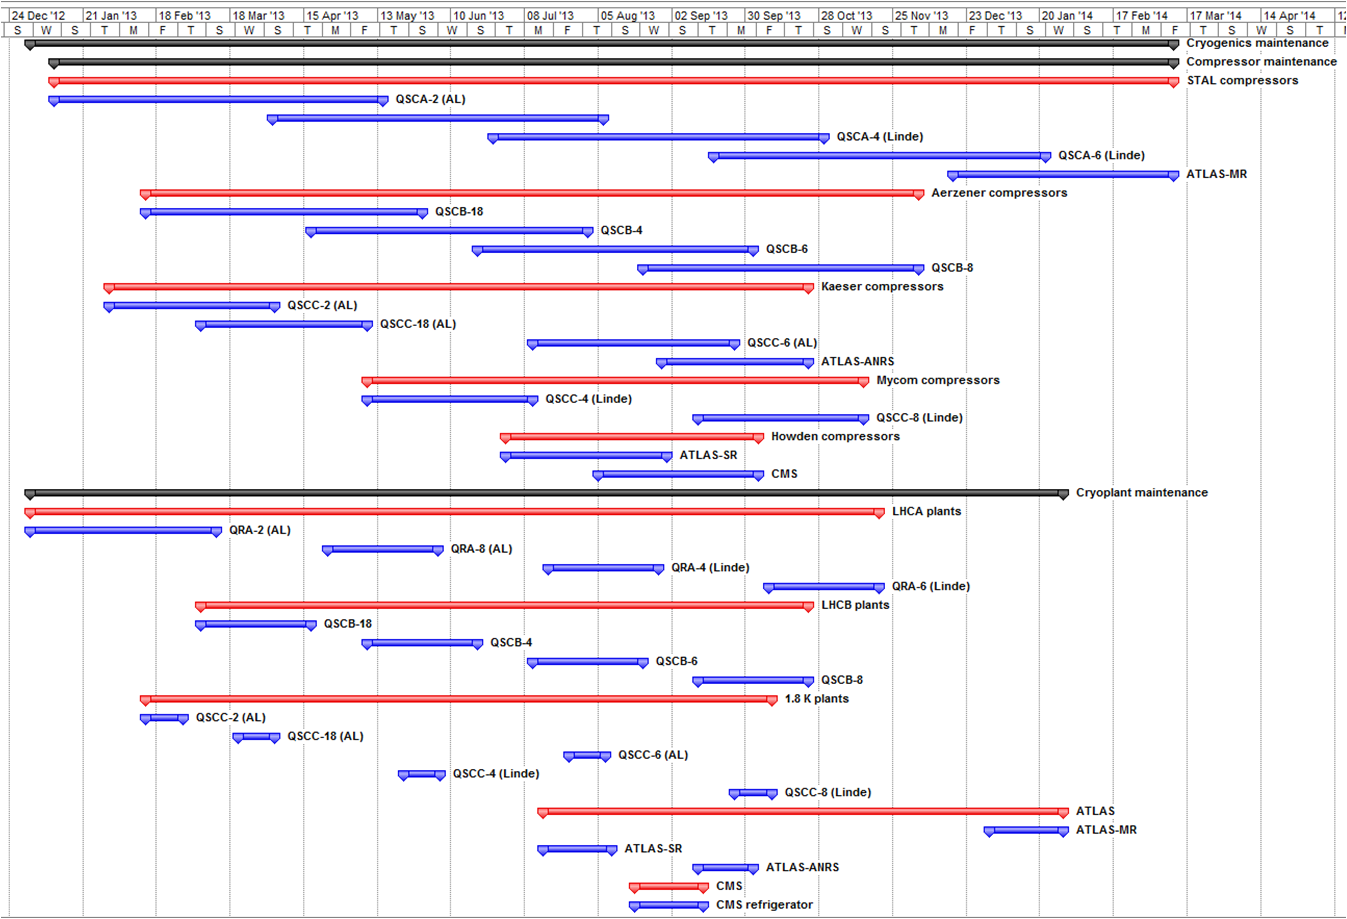 24 Dec '12 21 Jan '13 18 Feb '13 18 Mar '13 15 Apr '13 13 May '13 10 Jun '13 08 Jul '13 05 Aug '13 02 Sep '13 30 Sep '13 28 Oct '13 25 Nov '13 23 Dec '13 20 Jan '14 17 Feb '14 17 Mar '14 14 Apr '14 12
S W S T M F T S W S T M F T S W S T M F T S W S T M F T S W S T M F T S W S T M F T S W S T
Cryogenics maintenance
Compressor maintenance
STAL compressors
QSCA-2 (AL)
QSCA-4 (Linde)
QSCA-6 (Linde)
ATLAS-MR
Aerzener compressors
QSCB-18
QSCB-4
QSCB-6
QSCB-8
Kaeser compressors
QSCC-2 (AL)
QSCC-18 (AL)
QSCC-6 (AL)
ATLAS-ANRS
Mycom compressors
QSCC-4 (Linde)
QSCC-8 (Linde)
Howden compressors
ATLAS-SR
CMS
Cryoplant maintenance
LHCA plants
QRA-2 (AL)
QRA-8 (AL)
QRA-4 (Linde)
QRA-6 (Linde)
LHCB plants
QSCB-18
QSCB-4
QSCB-6
QSCB-8
1.8 K plants
QSCC-2 (AL)
QSCC-18 (AL)
QSCC-6 (AL)
QSCC-4 (Linde)
QSCC-8 (Linde)
ATLAS
ATLAS-MR
ATLAS-SR
ATLAS-ANRS
CMS
CMS refrigerator